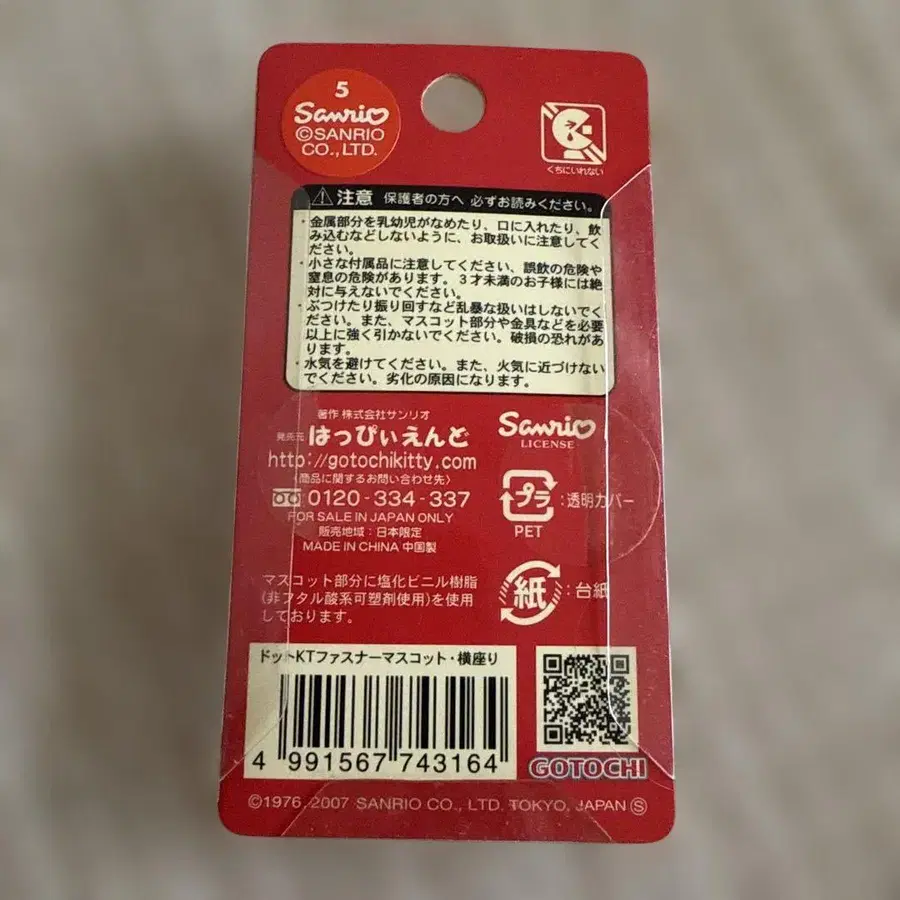 5
Sanrio
©SANRIO
CO.,LTD.
くちにいれない
注意 保護者の方へ 必ずお読みください。
・金属部分を乳幼児がなめたり、口に入れたり、飲
み込むなどしないように、お取扱いに注意してく
ださい。
・小さな付属品に注意してください、誤飲の危険や
窒息の危険があります。3才未満のお子様には絶
対に与えないでください。
・ぶつけたり振り回すなど乱暴な扱いはしないでく
ださい。また、マスコット部分や金具などを必要
以上に強く引かないでください。破損の恐れがあ
ります。
・水気を避けてください。また、火気に近づけない
でください。劣化の原因になります。
著作 株式会社サンリオ
発売元 はっぴぃえんど
http://gotochikitty.com
〈商品に関するお問い合わせ先〉
0120-334-337
FOR SALE IN JAPAN ONLY
販売地域：日本限定
MADE IN CHINA 中国製
Sanrio
LICENSE
プラ：透明カバー
PET
紙：台紙
マスコット部分に塩化ビニル樹脂
(非フタル酸系可塑剤使用)を使用
しております。
ドットKTファスナーマスコット・横座り
4 991567 743164
GOTOCHI
©1976, 2007 SANRIO CO., LTD. TOKYO, JAPAN Ⓢ